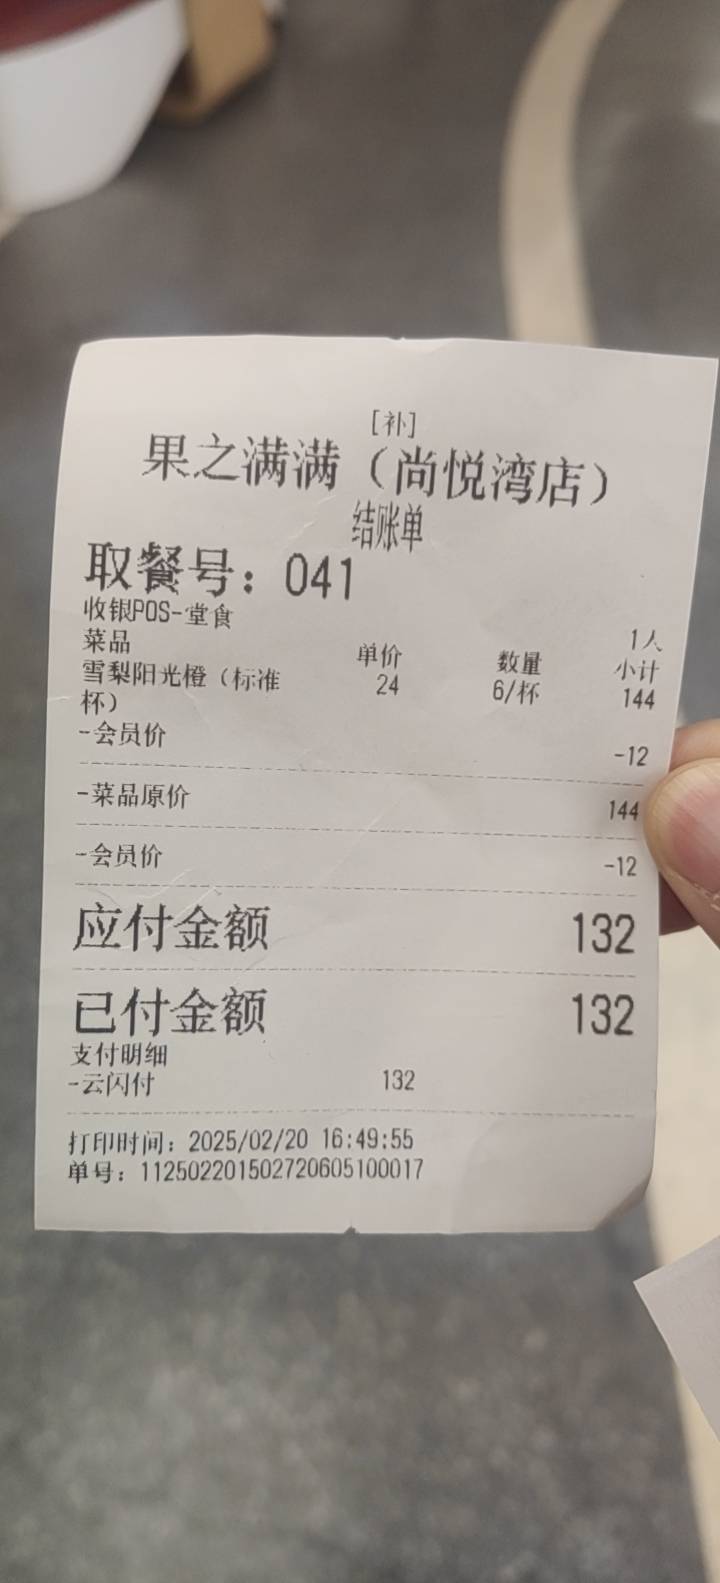 [补]
果之满满（尚悦湾店）
结账单
取餐号：041
收银POS-堂食 1人
菜品 单价 数量 小计
雪梨阳光橙（标准 24 6/杯 144
杯）
-会员价 -12
-菜品原价 144
-会员价 -12
应付金额 132
已付金额 132
支付明细
-云闪付 132
打印时间：2025/02/20 16:49:55
单号：112502201502720605100017